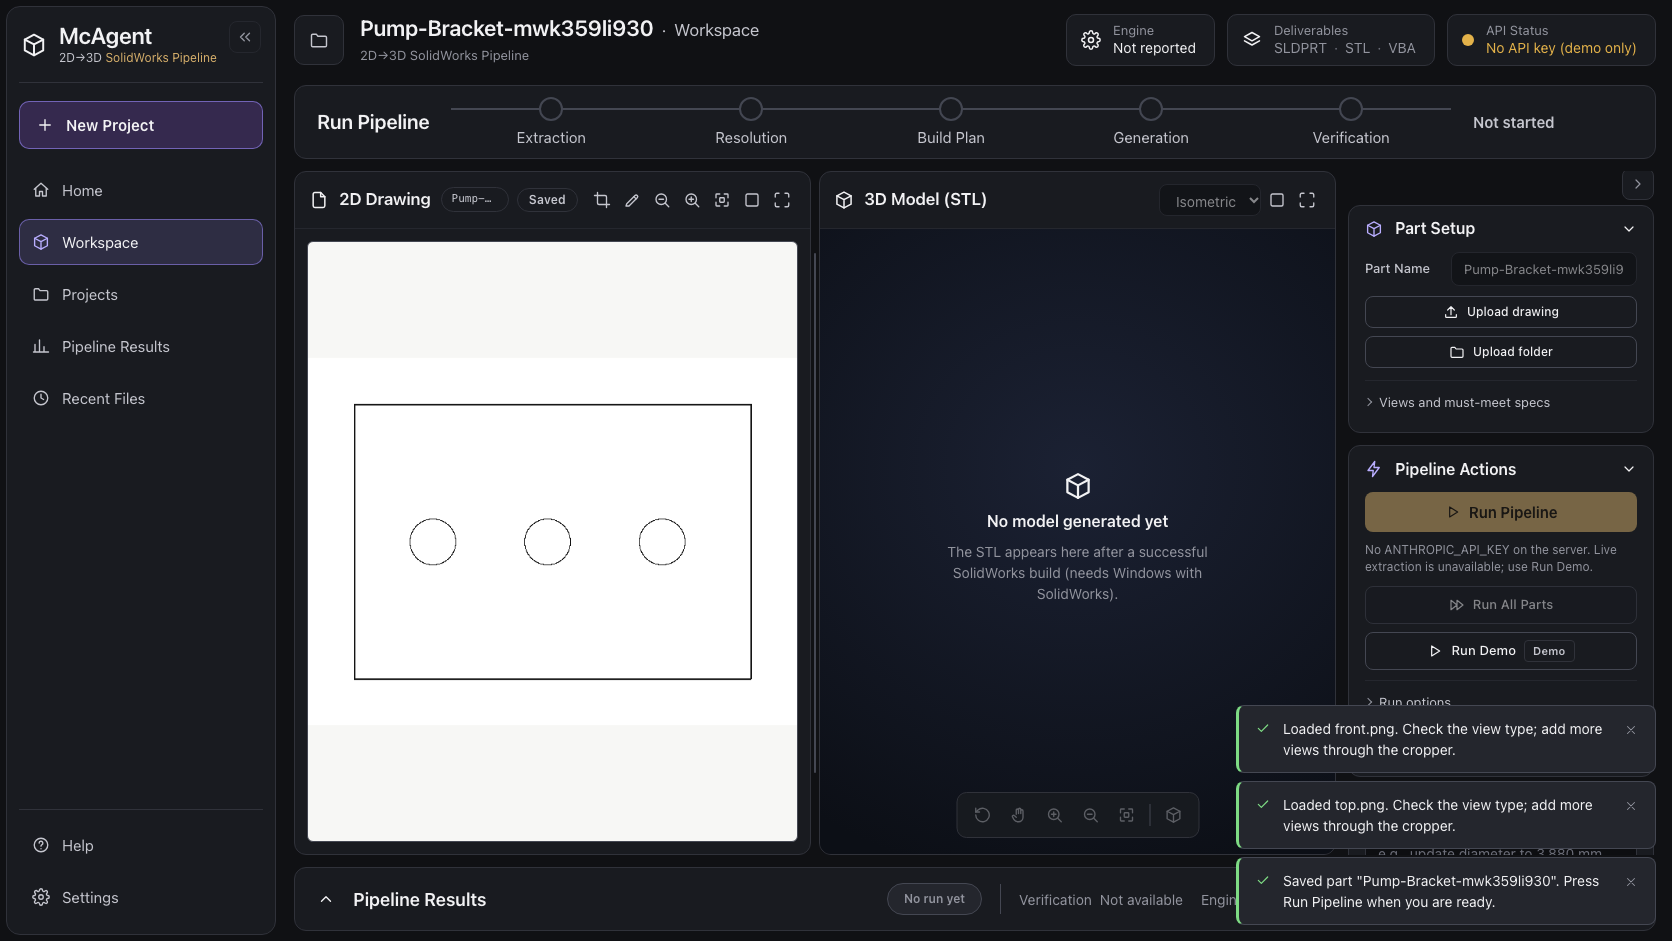 McAgent
2D→3D SolidWorks Pipeline
New Project
Home
Workspace
Projects
Pipeline Results
Recent Files
Help
Settings
Pump-Bracket-mwk359li930 · Workspace
2D→3D SolidWorks Pipeline
Engine
Not reported
Deliverables
SLDPRT · STL · VBA
API Status
No API key (demo only)
Run Pipeline
Extraction
Resolution
Build Plan
Generation
Verification
Not started
2D Drawing
Pump-…
Saved
3D Model (STL)
Isometric
No model generated yet
The STL appears here after a successful
SolidWorks build (needs Windows with
SolidWorks).
Part Setup
Part Name
Pump-Bracket-mwk359li9
Upload drawing
Upload folder
Views and must-meet specs
Pipeline Actions
Run Pipeline
No ANTHROPIC_API_KEY on the server. Live
extraction is unavailable; use Run Demo.
Run All Parts
Run Demo
Demo
Run options
Loaded front.png. Check the view type; add more
views through the cropper.
Loaded top.png. Check the view type; add more
views through the cropper.
e.g., update diameter to 3.880 mm
Saved part "Pump-Bracket-mwk359li930". Press
Run Pipeline when you are ready.
Pipeline Results
No run yet
Verification Not available
Engin